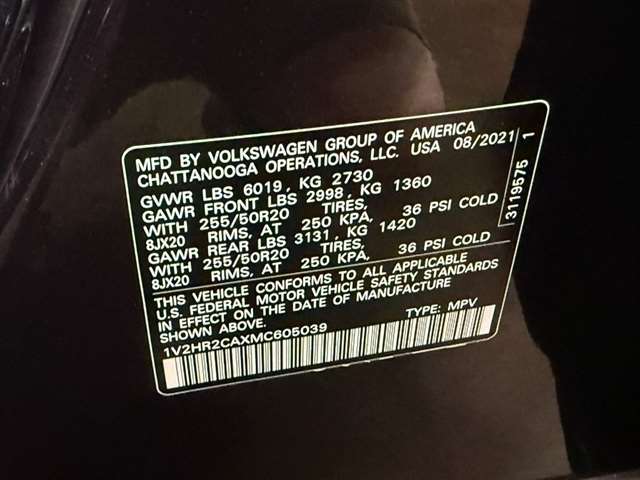 MFD BY VOLKSWAGEN GROUP OF AMERICA
CHATTANOOGA OPERATIONS, LLC. USA 08/2021
GVWR LBS 6019, KG 2730
GAWR FRONT LBS 2998, KG 1360
WITH 255/50R20 TIRES,
8JX20 RIMS, AT 250 KPA, 36 PSI COLD
GAWR REAR LBS 3131, KG 1420
WITH 255/50R20 TIRES,
8JX20 RIMS, AT 250 KPA, 36 PSI COLD
THIS VEHICLE CONFORMS TO ALL APPLICABLE
U.S. FEDERAL MOTOR VEHICLE SAFETY STANDARDS
IN EFFECT ON THE DATE OF MANUFACTURE
SHOWN ABOVE.
1V2HR2CAXMC605039 TYPE: MPV
3119575 1